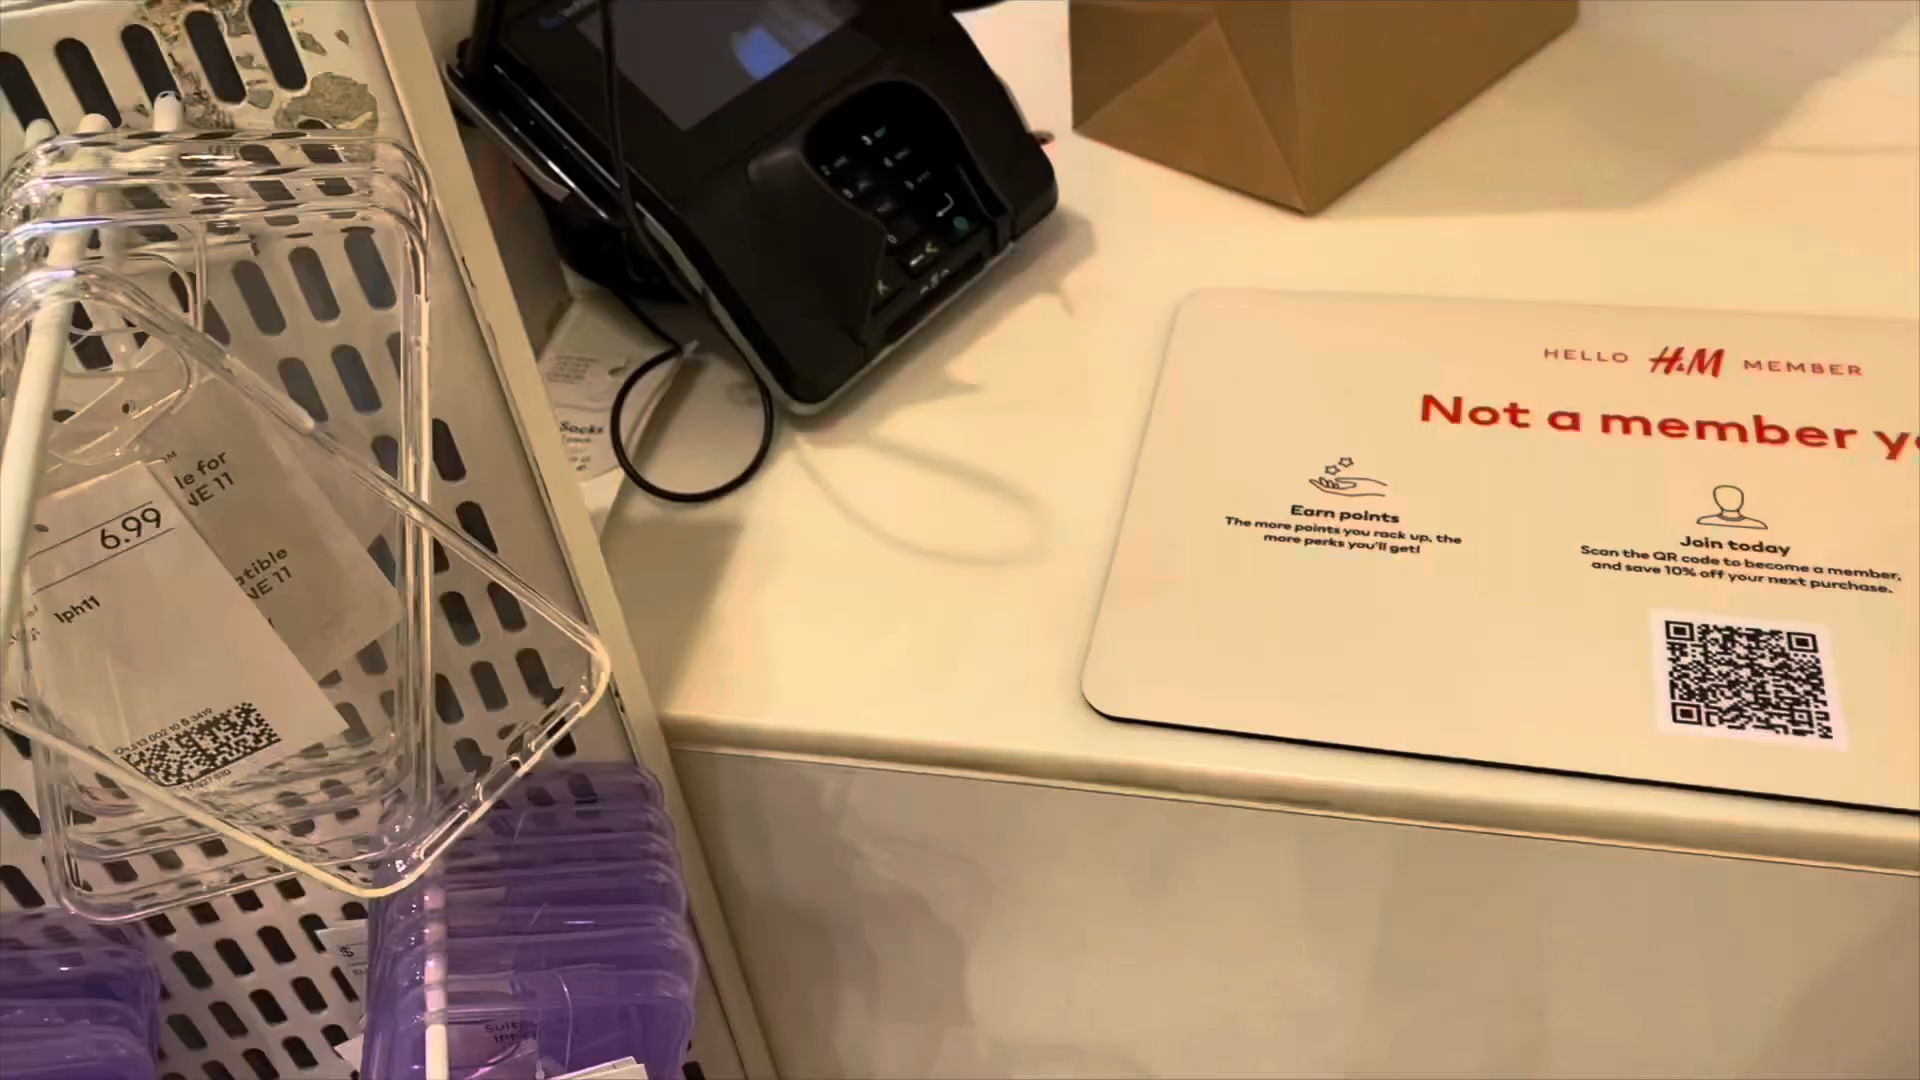 HELLO H&M MEMBER
Not a member y
Earn points
The more points you rack up, the
more perks you'll get!
Join today
Scan the QR code to become a member,
and save 10% off your next purchase.
Socks
le for
NE 11
6.99
atible
NE 11
Iph11
$